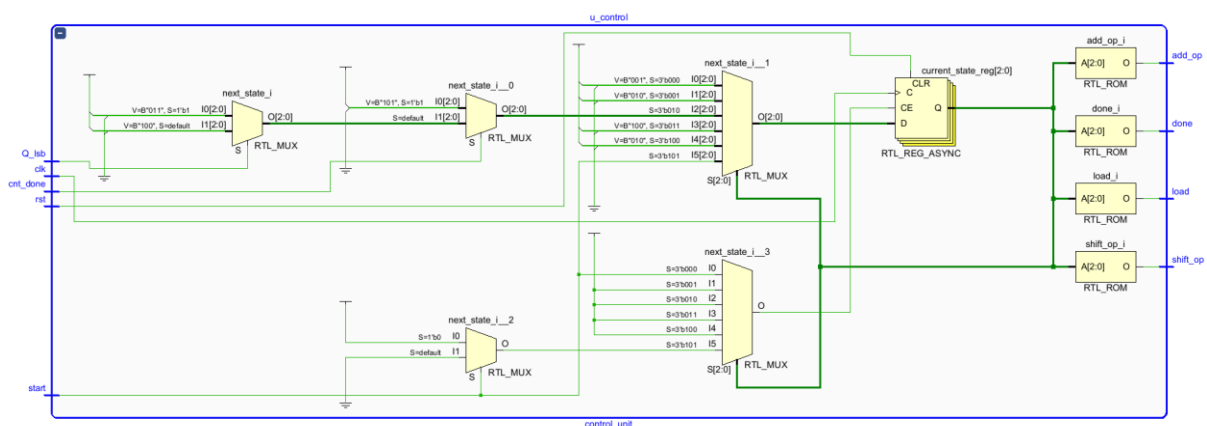 u_control
next_state_i
V=B"011", S=1'b1 I0[2:0]
V=B"100", S=default I1[2:0]
O[2:0]
S
RTL_MUX
next_state_i__0
V=B"101", S=1'b1 I0[2:0]
S=default I1[2:0]
O[2:0]
S
RTL_MUX
next_state_i__1
V=B"001", S=3'b000 I0[2:0]
V=B"010", S=3'b001 I1[2:0]
S=3'b010 I2[2:0]
V=B"100", S=3'b011 I3[2:0]
V=B"010", S=3'b100 I4[2:0]
S=3'b101 I5[2:0]
O[2:0]
S[2:0]
RTL_MUX
current_state_reg[2:0]
CLR
C
CE
Q
D
RTL_REG_ASYNC
add_op_i
A[2:0] O
RTL_ROM
add_op
done_i
A[2:0] O
RTL_ROM
done
load_i
A[2:0] O
RTL_ROM
load
shift_op_i
A[2:0] O
RTL_ROM
shift_op
Q_lsb
clk
cnt_done
rst
next_state_i__3
S=3'b000 I0
S=3'b001 I1
S=3'b010 I2
S=3'b011 I3
S=3'b100 I4
S=3'b101 I5
O
S[2:0]
RTL_MUX
next_state_i__2
S=1'b0 I0
S=default I1
O
S
RTL_MUX
start
control_unit